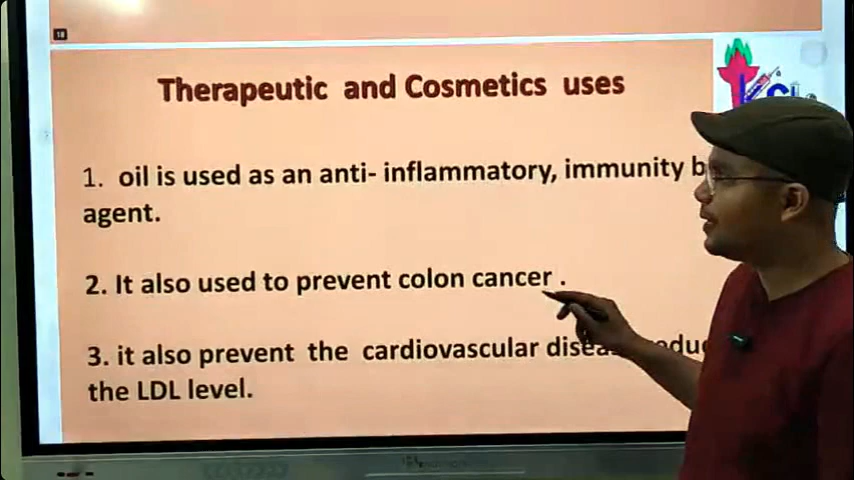 18
Therapeutic and Cosmetics uses
1. oil is used as an anti- inflammatory, immunity
agent.
2. It also used to prevent colon cancer .
3. it also prevent the cardiovascular
the LDL level.